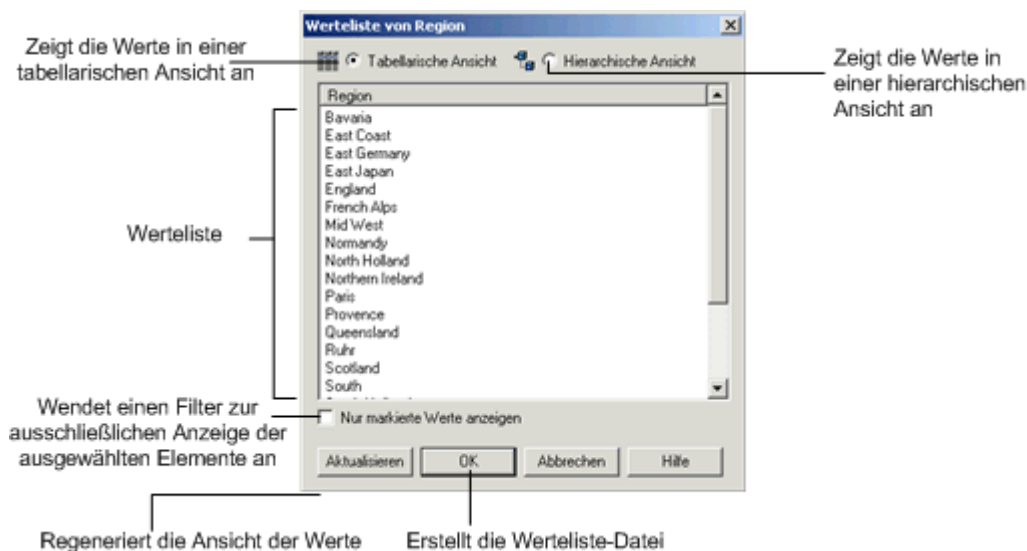 Werteliste von Region
Zeigt die Werte in einer
tabellarischen Ansicht an
Tabellarische Ansicht
Hierarchische Ansicht
Zeigt die Werte in
einer hierarchischen
Ansicht an
Region
Bavaria
East Coast
East Germany
East Japan
England
French Alps
Mid West
Normandy
North Holland
Northern Ireland
Paris
Provence
Queensland
Ruhr
Scotland
South
Werteliste
Wendet einen Filter zur
ausschließlichen Anzeige der
ausgewählten Elemente an
Nur markierte Werte anzeigen
Aktualisieren
OK
Abbrechen
Hilfe
Regeneriert die Ansicht der Werte
Erstellt die Werteliste-Datei